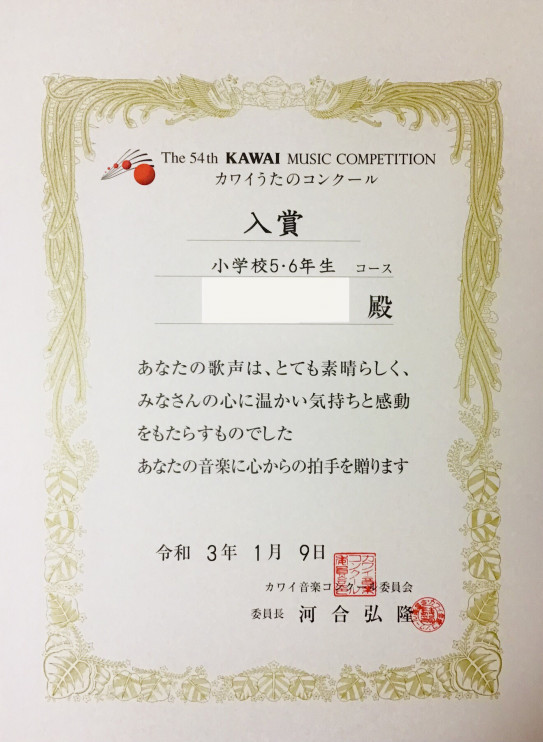 The 54th KAWAI MUSIC COMPETITION
カワイうたのコンクール
入賞
小学校5・6年生 コース
殿
あなたの歌声は、とても素晴らしく、
みなさんの心に温かい気持ちと感動
をもたらすものでした
あなたの音楽に心からの拍手を贈ります
令和 3年 1月 9日
カワイ音楽コンクール委員会
委員長 河合弘隆